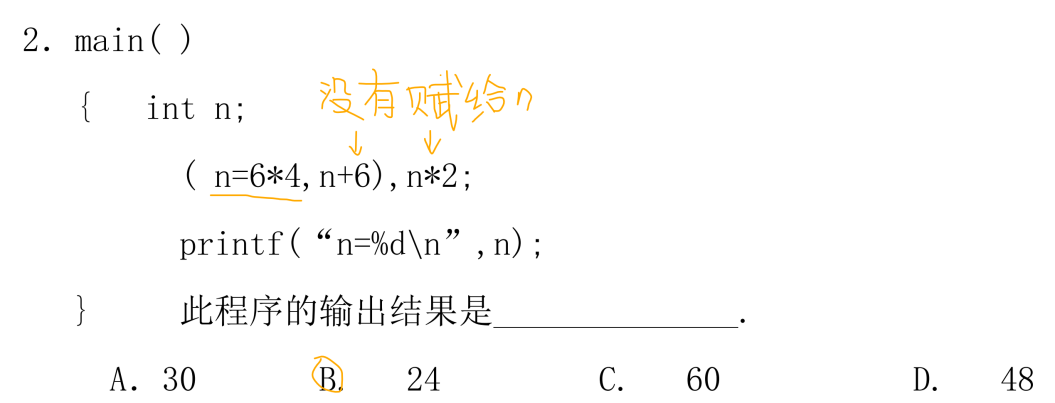 2. main( )
{ int n; 没有赋给n
( n=6*4,n+6),n*2;
printf(“n=%d\n”,n);
} 此程序的输出结果是______________.
A. 30 B. 24 C. 60 D. 48